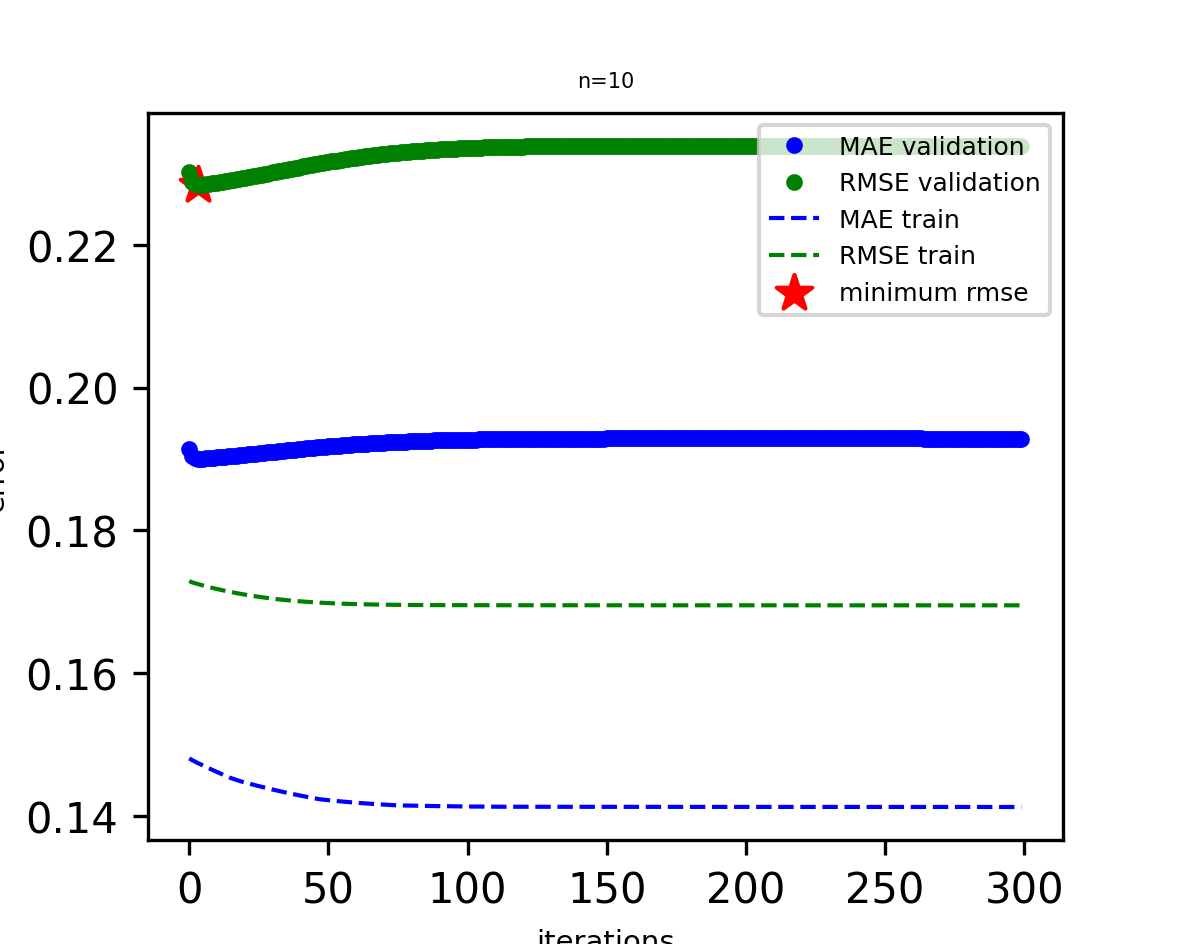 n=10
MAE validation
RMSE validation
MAE train
RMSE train
minimum rmse
0.22
0.20
0.18
0.16
0.14
0 50 100 150 200 250 300
iterations